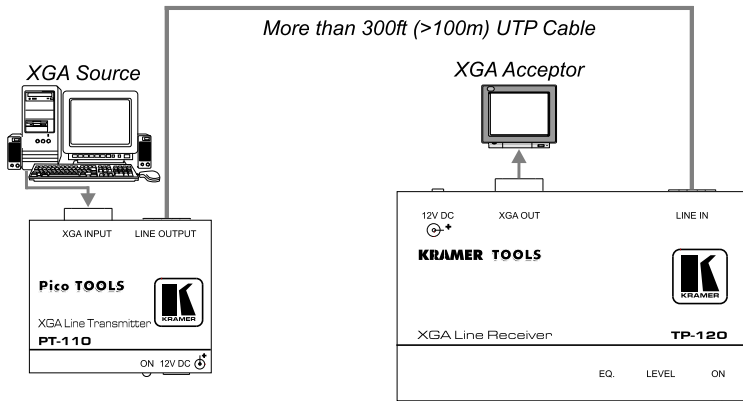 More than 300ft (>100m) UTP Cable
XGA Source
XGA Acceptor
XGA INPUT LINE OUTPUT
Pico TOOLS
KRAMER
XGA Line Transmitter
PT-110
ON 12V DC +
12V DC XGA OUT LINE IN
+
KRAMER TOOLS
KRAMER
XGA Line Receiver TP-120
EQ. LEVEL ON